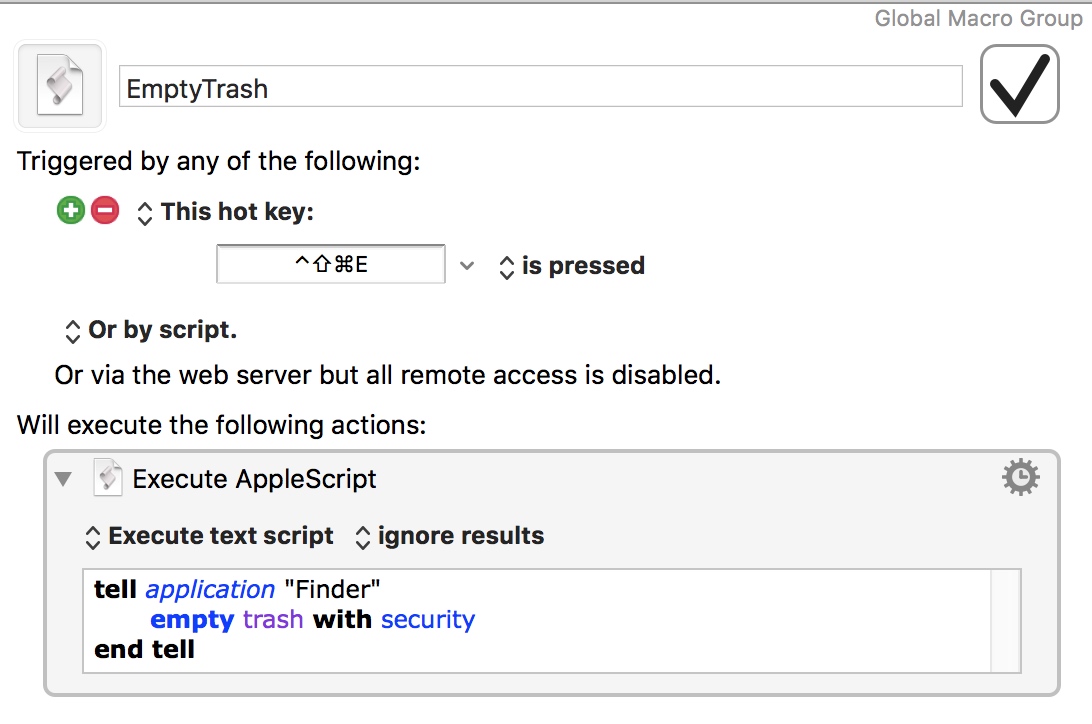 Global Macro Group
EmptyTrash
Triggered by any of the following:
This hot key:
^⇧⌘E is pressed
Or by script.
Or via the web server but all remote access is disabled.
Will execute the following actions:
Execute AppleScript
Execute text script ignore results
tell application "Finder"
empty trash with security
end tell